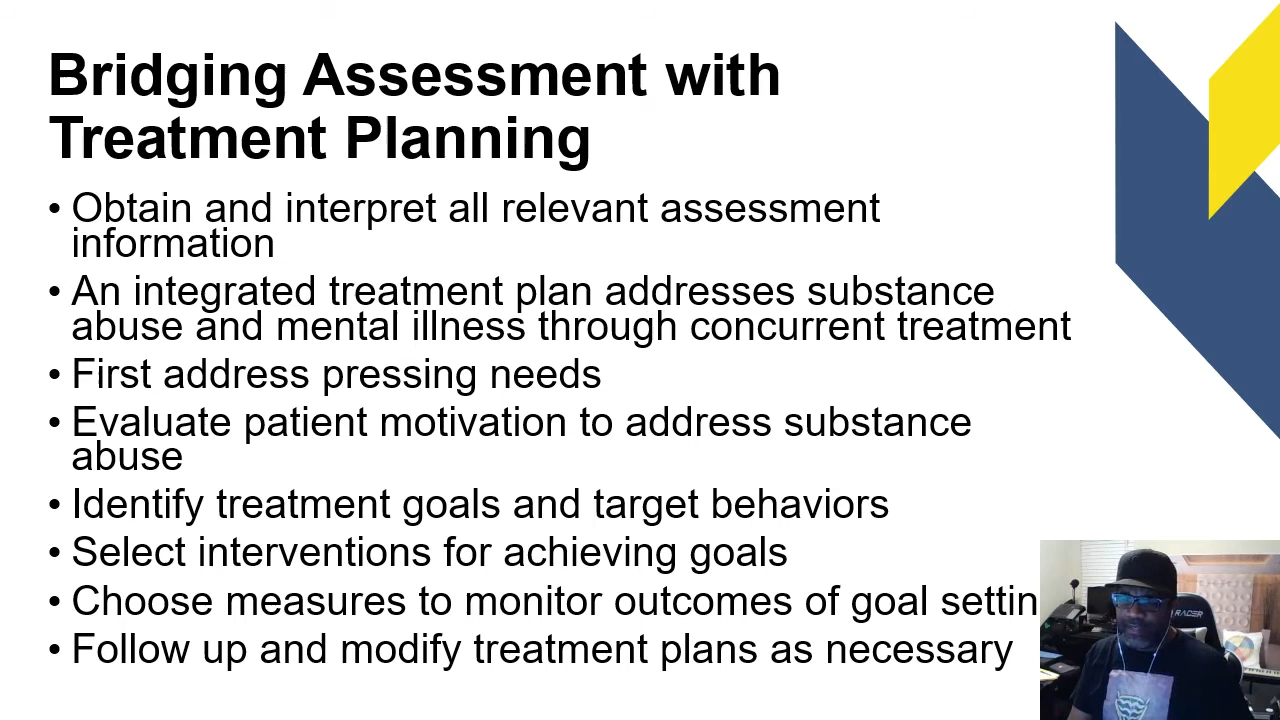 Bridging Assessment with
Treatment Planning
• Obtain and interpret all relevant assessment
information
• An integrated treatment plan addresses substance
abuse and mental illness through concurrent treatment
• First address pressing needs
• Evaluate patient motivation to address substance
abuse
• Identify treatment goals and target behaviors
• Select interventions for achieving goals
• Choose measures to monitor outcomes of goal settin
• Follow up and modify treatment plans as necessary
RACER